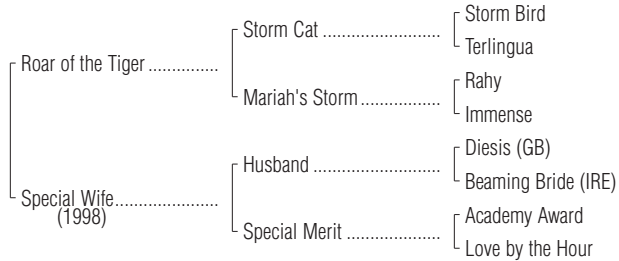 Storm Bird
Storm Cat ..........................
Terlingua
Roar of the Tiger ...............
Rahy
Mariah's Storm .................
Immense
Diesis (GB)
Husband ...........................
Beaming Bride (IRE)
Special Wife......................
(1998)
Academy Award
Special Merit ....................
Love by the Hour